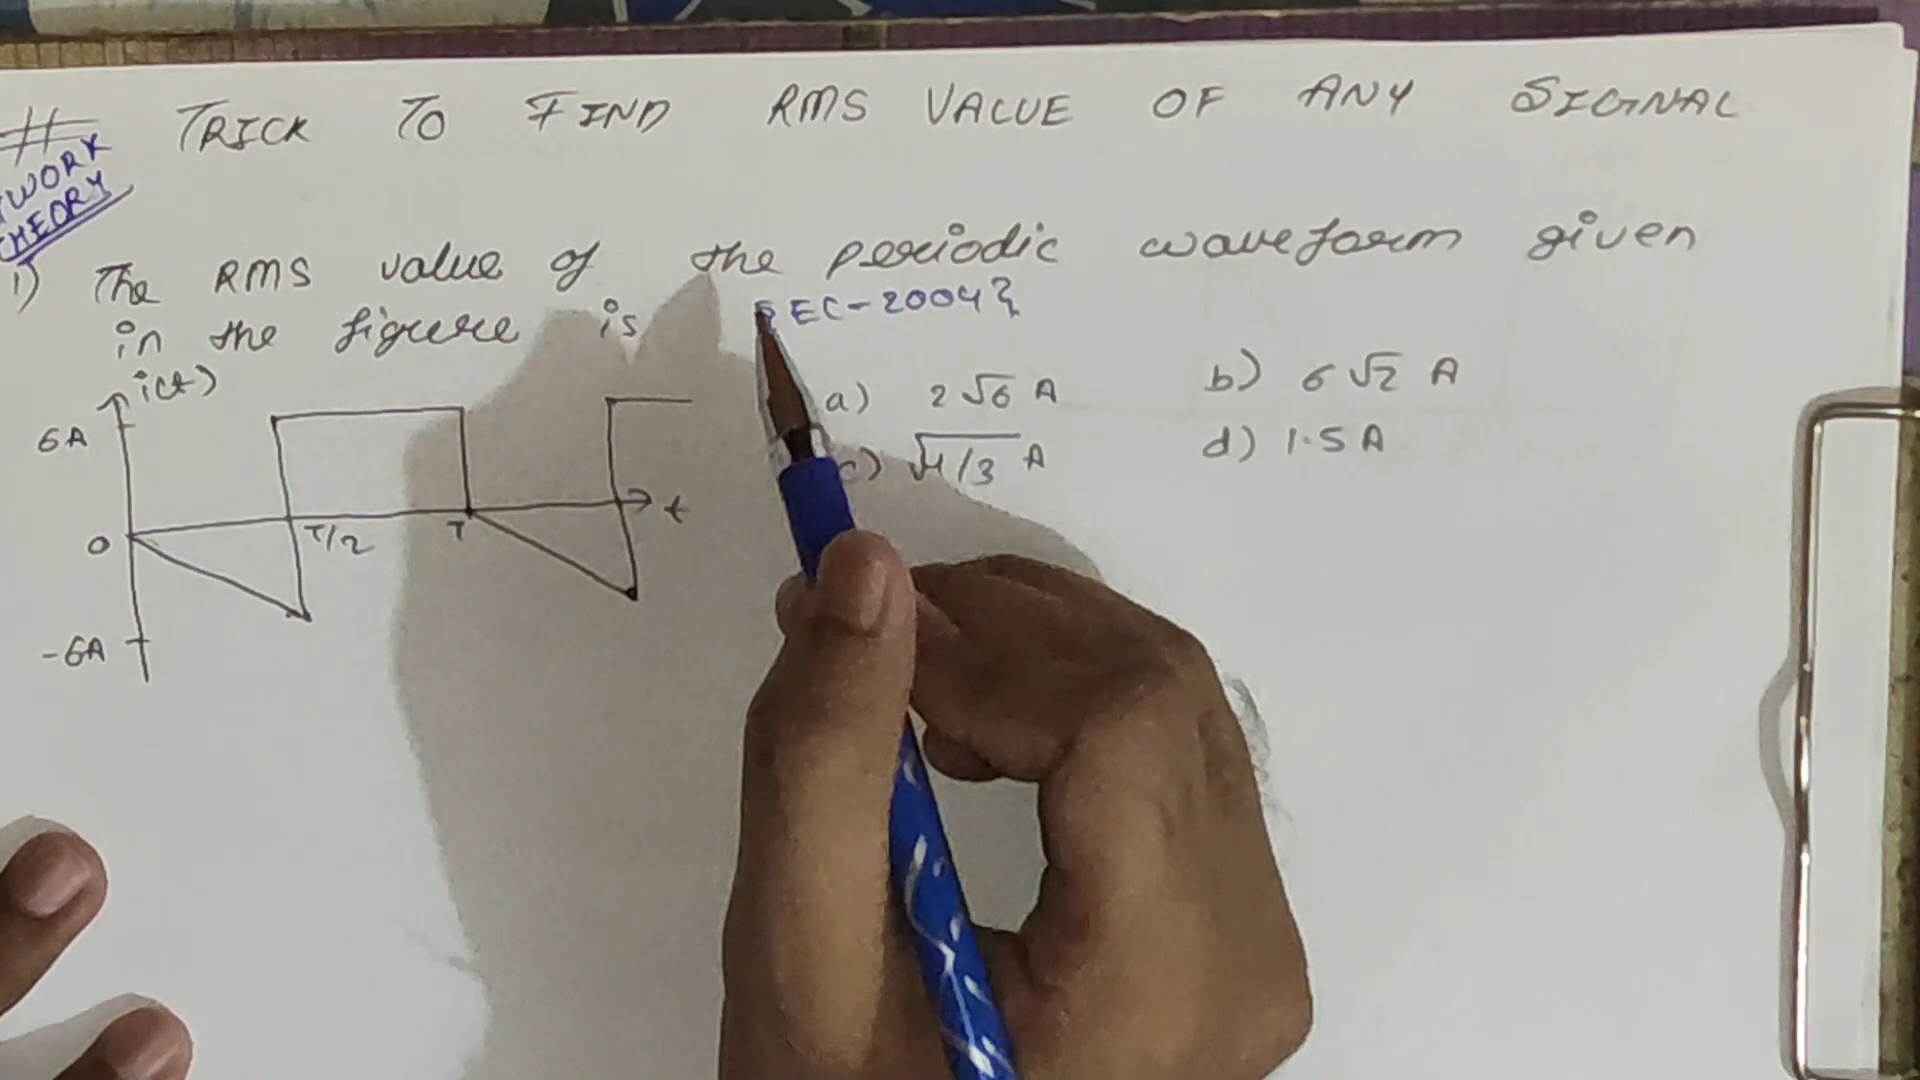 # TRICK TO FIND RMS VALUE OF ANY SIGNAL
THEORY
1) The RMS value of the periodic waveform given
in the figure is {EC-2004}
i(t)
a) 2√6 A b) 6√2 A
6A
c) √4/3 A d) 1.5 A
t
0 T/2 T
-6A